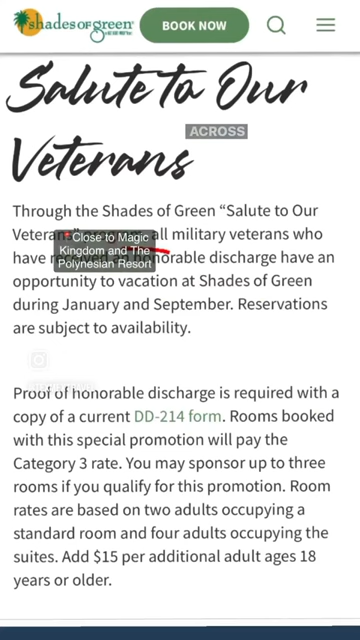 shades of green
BOOK NOW
Salute to Our
ACROSS
Veterans
Through the Shades of Green “Salute to Our
Veterans” all military veterans who
Close to Magic
Kingdom and The
Polynesian Resort
have honorable discharge have an
opportunity to vacation at Shades of Green
during January and September. Reservations
are subject to availability.
Proof of honorable discharge is required with a
copy of a current DD-214 form. Rooms booked
with this special promotion will pay the
Category 3 rate. You may sponsor up to three
rooms if you qualify for this promotion. Room
rates are based on two adults occupying a
standard room and four adults occupying the
suites. Add $15 per additional adult ages 18
years or older.